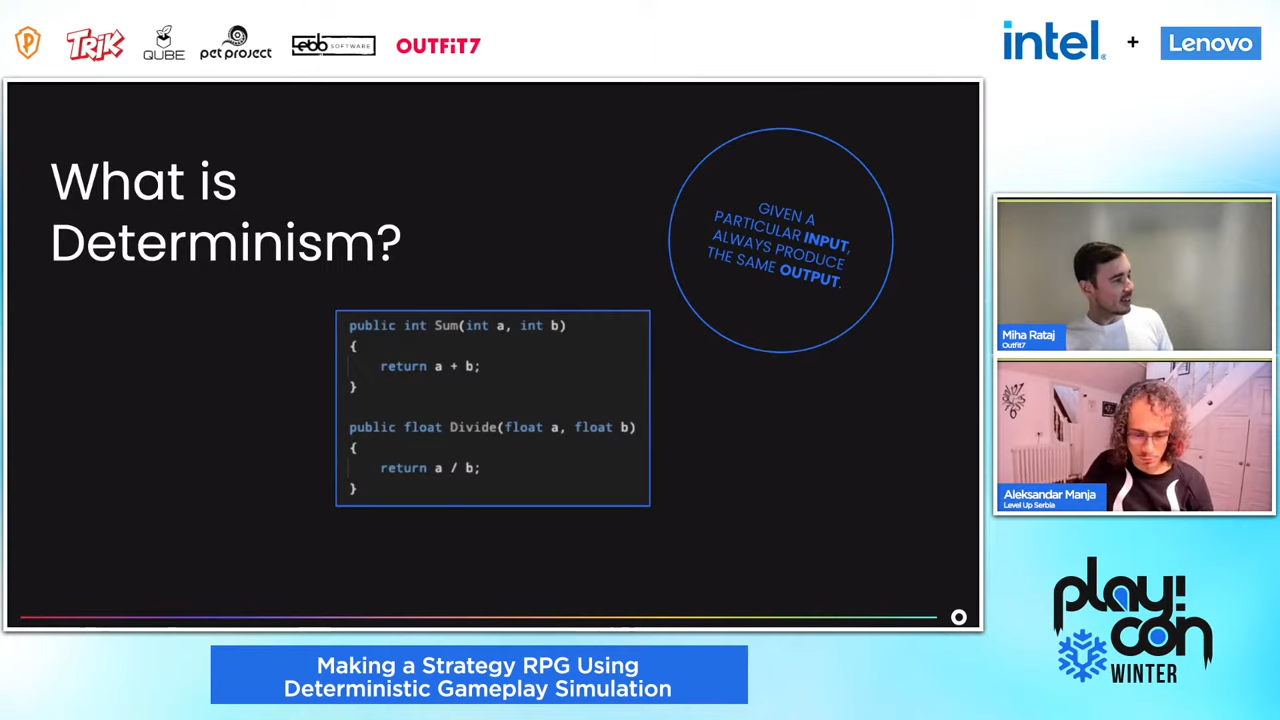 TRIK
QUBE
pet project
Lebb SOFTWARE
OUTFIT7
intel + Lenovo
What is
Determinism?
GIVEN A
PARTICULAR INPUT,
ALWAYS PRODUCE
THE SAME OUTPUT.
public int Sum(int a, int b)
{
return a + b;
}
public float Divide(float a, float b)
{
return a / b;
}
Miha Rataj
Outfit7
Aleksandar Manja
Level Up Serbia
play!
con
WINTER
Making a Strategy RPG Using
Deterministic Gameplay Simulation